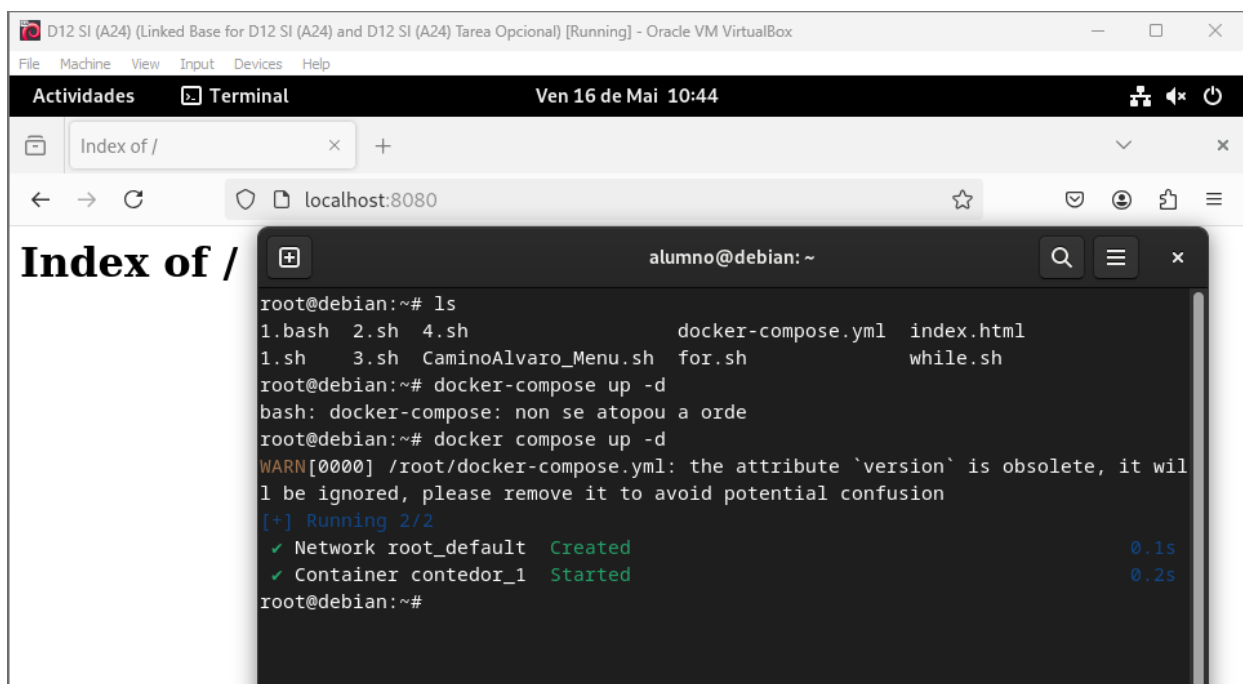 D12 SI (A24) (Linked Base for D12 SI (A24) and D12 SI (A24) Tarea Opcional) [Running] - Oracle VM VirtualBox
File Machine View Input Devices Help
Actividades Terminal Ven 16 de Mai 10:44
Index of /
localhost:8080
Index of /
alumno@debian: ~
root@debian:~# ls
1.bash 2.sh 4.sh docker-compose.yml index.html
1.sh 3.sh CaminoAlvaro_Menu.sh for.sh while.sh
root@debian:~# docker-compose up -d
bash: docker-compose: non se atopou a orde
root@debian:~# docker compose up -d
WARN[0000] /root/docker-compose.yml: the attribute `version` is obsolete, it wil
l be ignored, please remove it to avoid potential confusion
[+] Running 2/2
✔ Network root_default Created 0.1s
✔ Container contedor_1 Started 0.2s
root@debian:~#